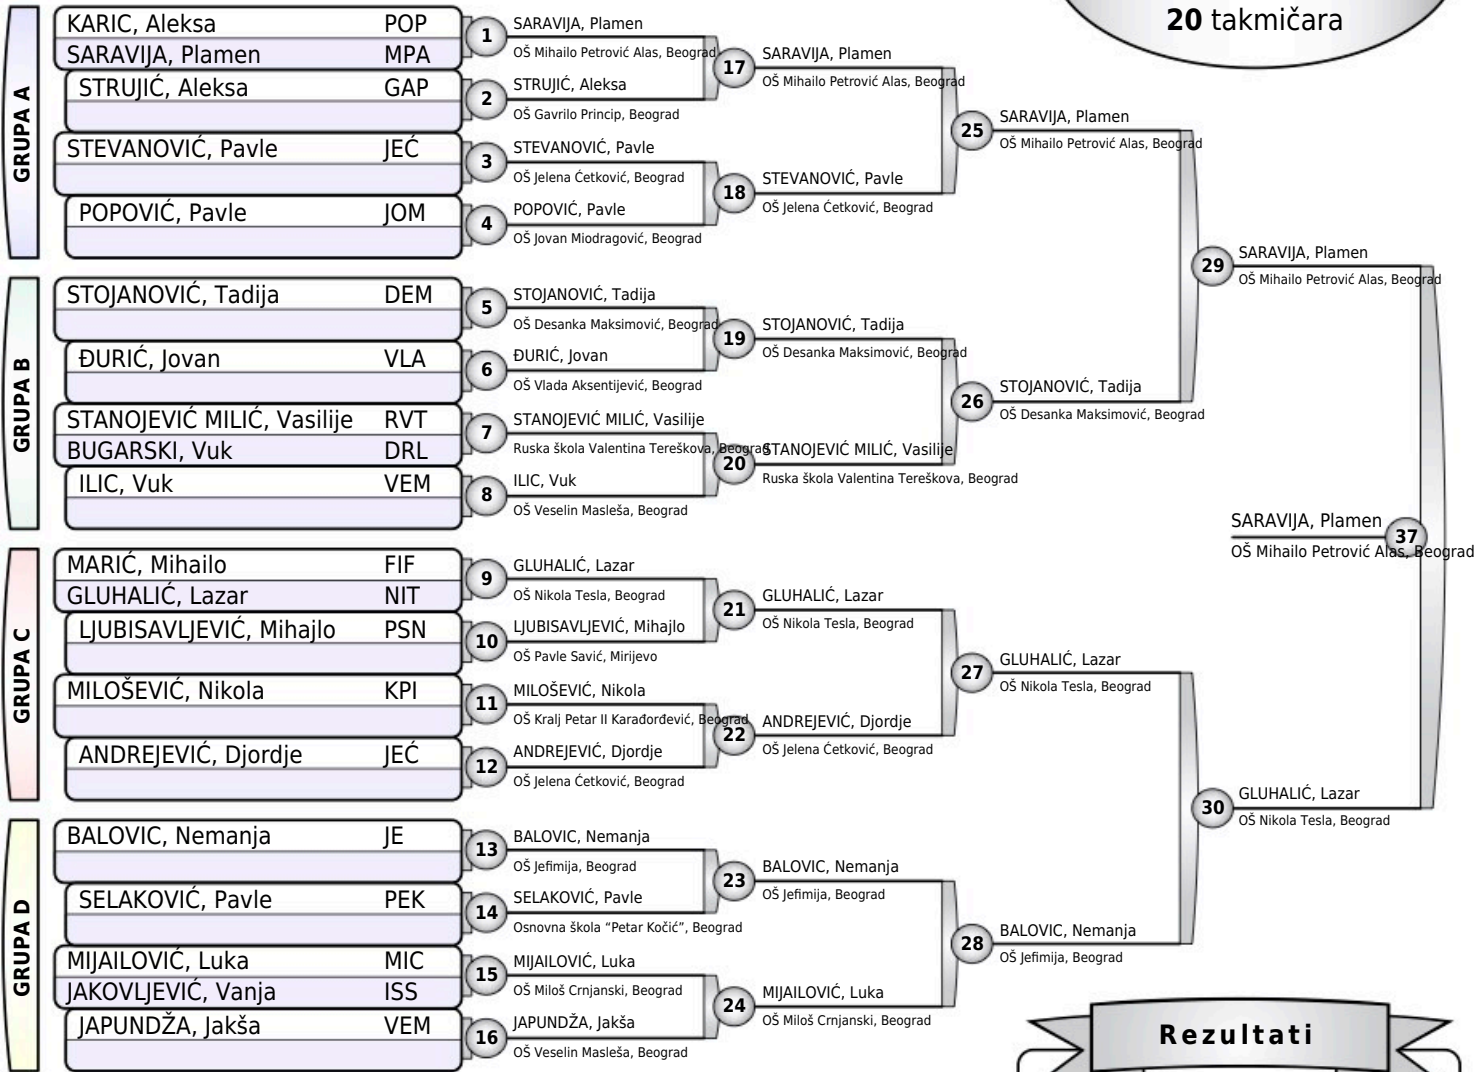 20 takmičara
GRUPA A
KARIC, Aleksa POP
SARAVIJA, Plamen MPA
STRUJIĆ, Aleksa GAP
STEVANOVIĆ, Pavle JEĆ
POPOVIĆ, Pavle JOM
GRUPA B
STOJANOVIĆ, Tadija DEM
ĐURIĆ, Jovan VLA
STANOJEVIĆ MILIĆ, Vasilije RVT
BUGARSKI, Vuk DRL
ILIC, Vuk VEM
GRUPA C
MARIĆ, Mihailo FIF
GLUHALIĆ, Lazar NIT
LJUBISAVLJEVIĆ, Mihajlo PSN
MILOŠEVIĆ, Nikola KPI
ANDREJEVIĆ, Djordje JEĆ
GRUPA D
BALOVIC, Nemanja JE
SELAKOVIĆ, Pavle PEK
MIJAILOVIĆ, Luka MIC
JAKOVLJEVIĆ, Vanja ISS
JAPUNDŽA, Jakša VEM
1
SARAVIJA, Plamen
OŠ Mihailo Petrović Alas, Beograd
2
STRUJIĆ, Aleksa
OŠ Gavrilo Princip, Beograd
3
STEVANOVIĆ, Pavle
OŠ Jelena Ćetković, Beograd
4
POPOVIĆ, Pavle
OŠ Jovan Miodragović, Beograd
5
STOJANOVIĆ, Tadija
OŠ Desanka Maksimović, Beograd
6
ĐURIĆ, Jovan
OŠ Vlada Aksentijević, Beograd
7
STANOJEVIĆ MILIĆ, Vasilije
Ruska škola Valentina Tereškova, Beograd
8
ILIC, Vuk
OŠ Veselin Masleša, Beograd
9
GLUHALIĆ, Lazar
OŠ Nikola Tesla, Beograd
10
LJUBISAVLJEVIĆ, Mihajlo
OŠ Pavle Savić, Mirijevo
11
MILOŠEVIĆ, Nikola
OŠ Kralj Petar II Karađorđević, Beograd
12
ANDREJEVIĆ, Djordje
OŠ Jelena Ćetković, Beograd
13
BALOVIC, Nemanja
OŠ Jefimija, Beograd
14
SELAKOVIĆ, Pavle
Osnovna škola “Petar Kočić”, Beograd
15
MIJAILOVIĆ, Luka
OŠ Miloš Crnjanski, Beograd
16
JAPUNDŽA, Jakša
OŠ Veselin Masleša, Beograd
17
SARAVIJA, Plamen
OŠ Mihailo Petrović Alas, Beograd
18
STEVANOVIĆ, Pavle
OŠ Jelena Ćetković, Beograd
19
STOJANOVIĆ, Tadija
OŠ Desanka Maksimović, Beograd
20
STANOJEVIĆ MILIĆ, Vasilije
Ruska škola Valentina Tereškova, Beograd
21
GLUHALIĆ, Lazar
OŠ Nikola Tesla, Beograd
22
ANDREJEVIĆ, Djordje
OŠ Jelena Ćetković, Beograd
23
BALOVIC, Nemanja
OŠ Jefimija, Beograd
24
MIJAILOVIĆ, Luka
OŠ Miloš Crnjanski, Beograd
25
SARAVIJA, Plamen
OŠ Mihailo Petrović Alas, Beograd
26
STOJANOVIĆ, Tadija
OŠ Desanka Maksimović, Beograd
27
GLUHALIĆ, Lazar
OŠ Nikola Tesla, Beograd
28
BALOVIC, Nemanja
OŠ Jefimija, Beograd
29
SARAVIJA, Plamen
OŠ Mihailo Petrović Alas, Beograd
30
GLUHALIĆ, Lazar
OŠ Nikola Tesla, Beograd
37
SARAVIJA, Plamen
OŠ Mihailo Petrović Alas, Beograd
Rezultati